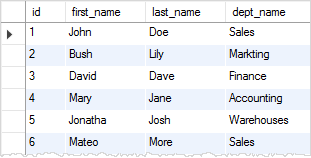 id first_name last_name dept_name
1 John Doe Sales
2 Bush Lily Markting
3 David Dave Finance
4 Mary Jane Accounting
5 Jonatha Josh Warehouses
6 Mateo More Sales